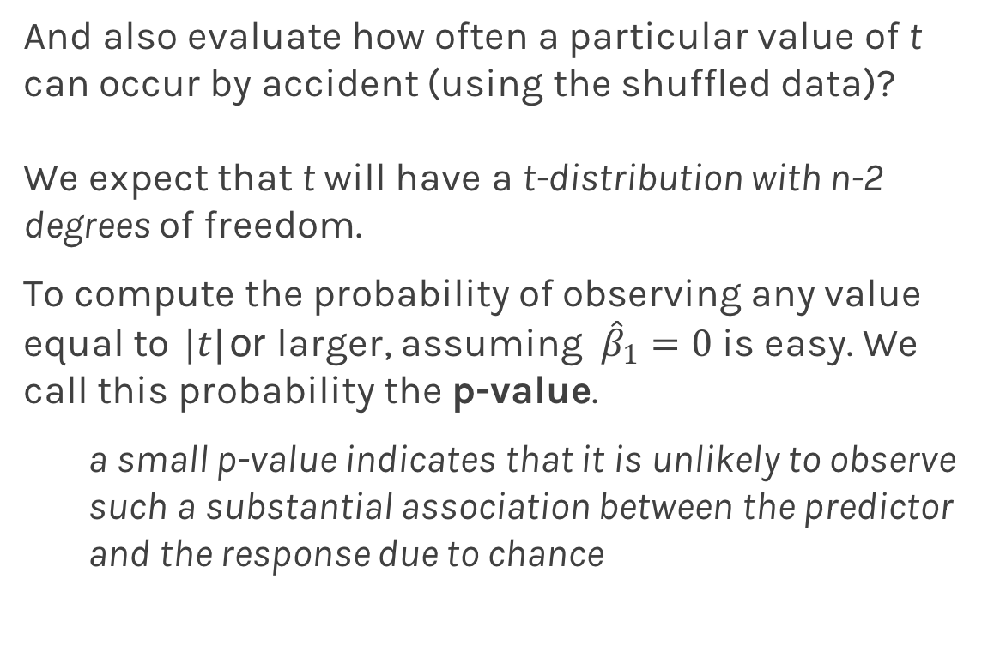 And also evaluate how often a particular value of t
can occur by accident (using the shuffled data)?
We expect that t will have a t-distribution with n-2
degrees of freedom.
To compute the probability of observing any value
equal to |t| or larger, assuming β̂₁ = 0 is easy. We
call this probability the p-value.
a small p-value indicates that it is unlikely to observe
such a substantial association between the predictor
and the response due to chance